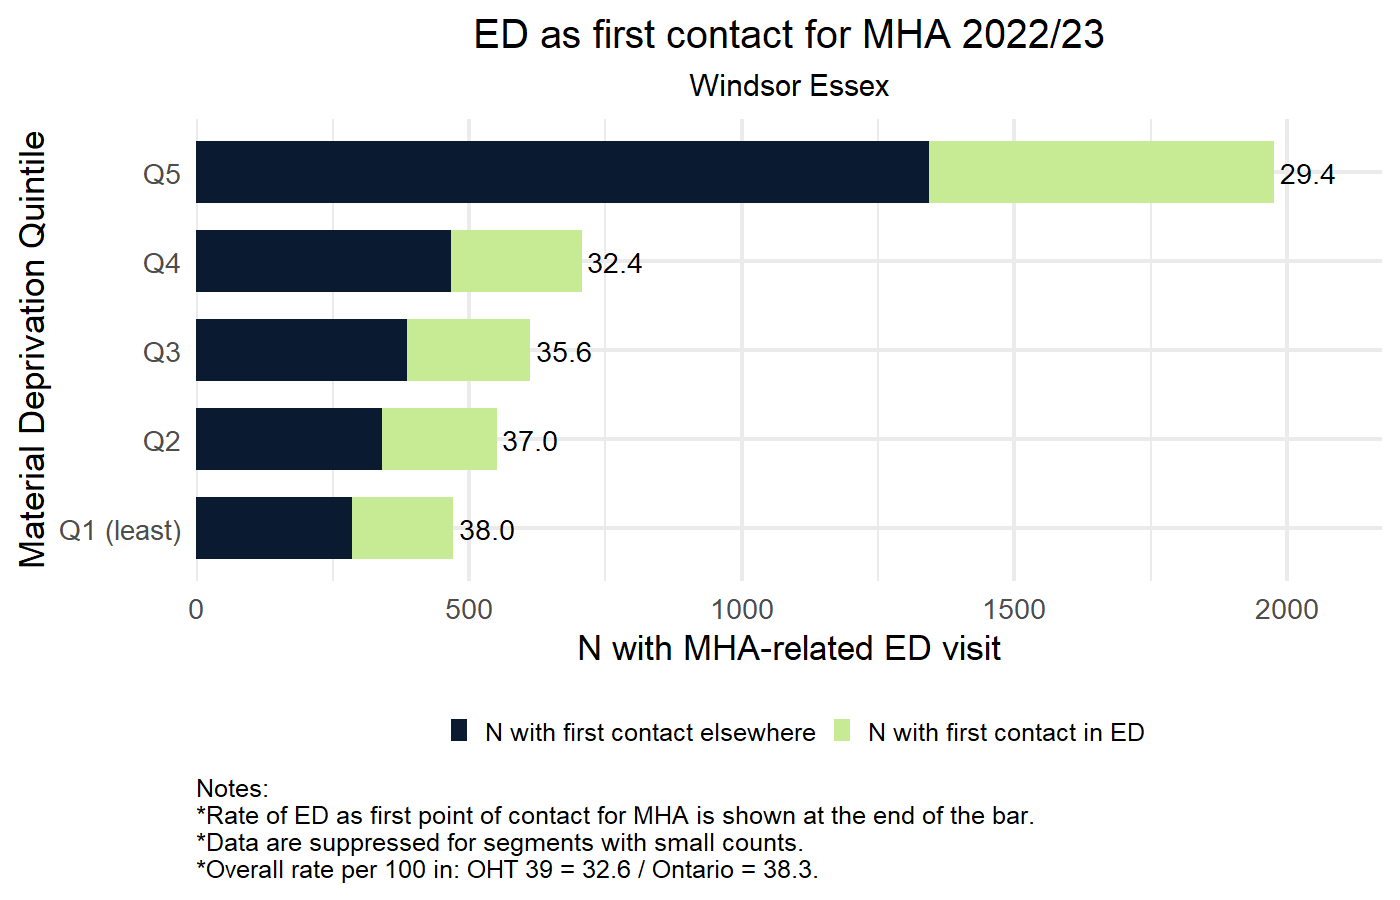 ED as first contact for MHA 2022/23
Windsor Essex
Material Deprivation Quintile
Q5
29.4
Q4
32.4
Q3
35.6
Q2
37.0
Q1 (least)
38.0
0 500 1000 1500 2000
N with MHA-related ED visit
N with first contact elsewhere N with first contact in ED
Notes:
*Rate of ED as first point of contact for MHA is shown at the end of the bar.
*Data are suppressed for segments with small counts.
*Overall rate per 100 in: OHT 39 = 32.6 / Ontario = 38.3.